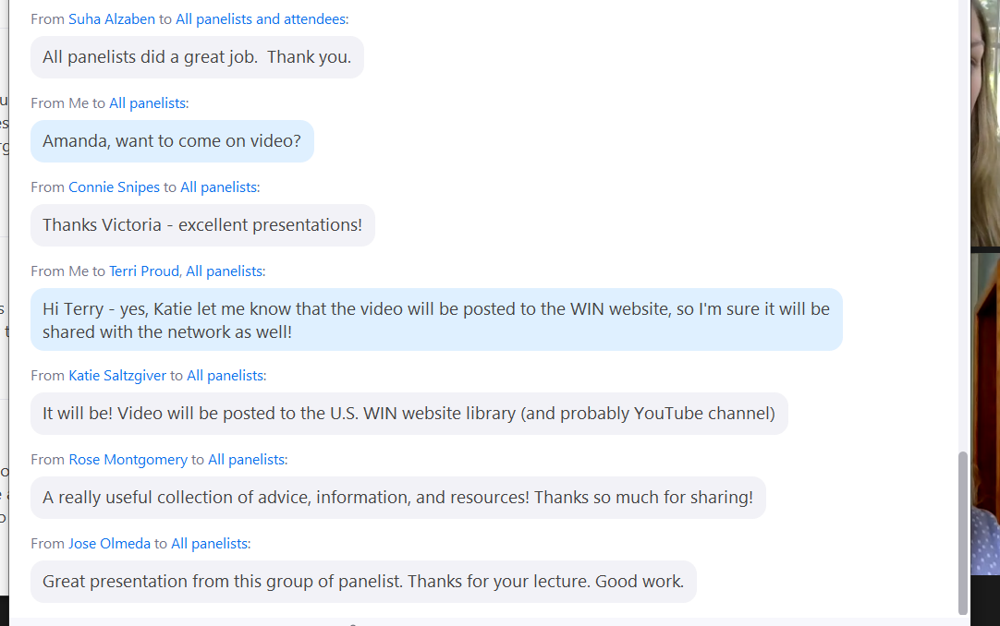 From Suha Alzaben to All panelists and attendees:
All panelists did a great job.  Thank you.
From Me to All panelists:
Amanda, want to come on video?
From Connie Snipes to All panelists:
Thanks Victoria - excellent presentations!
From Me to Terri Proud, All panelists:
Hi Terry - yes, Katie let me know that the video will be posted to the WIN website, so I'm sure it will be
shared with the network as well!
From Katie Saltzgiver to All panelists:
It will be! Video will be posted to the U.S. WIN website library (and probably YouTube channel)
From Rose Montgomery to All panelists:
A really useful collection of advice, information, and resources! Thanks so much for sharing!
From Jose Olmeda to All panelists:
Great presentation from this group of panelist. Thanks for your lecture. Good work.